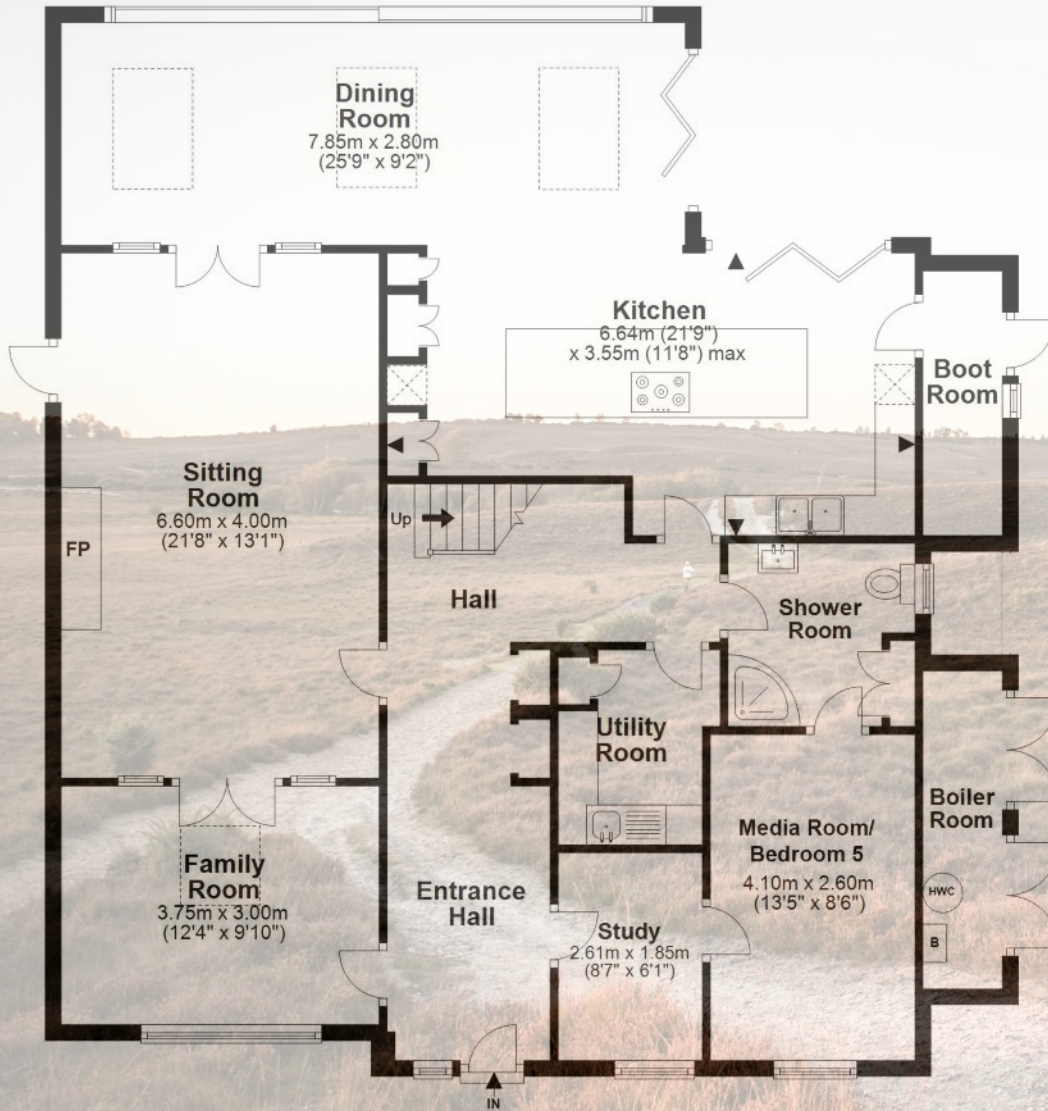 Dining
Room
7.85m x 2.80m
(25'9" x 9'2")
Kitchen
6.64m (21'9")
x 3.55m (11'8") max
Boot
Room
Sitting
Room
6.60m x 4.00m
(21'8" x 13'1")
FP
Up
Hall
Shower
Room
Utility
Room
Boiler
Room
HWC
B
Media Room/
Bedroom 5
4.10m x 2.60m
(13'5" x 8'6")
Family
Room
3.75m x 3.00m
(12'4" x 9'10")
Entrance
Hall
Study
2.61m x 1.85m
(8'7" x 6'1")
IN